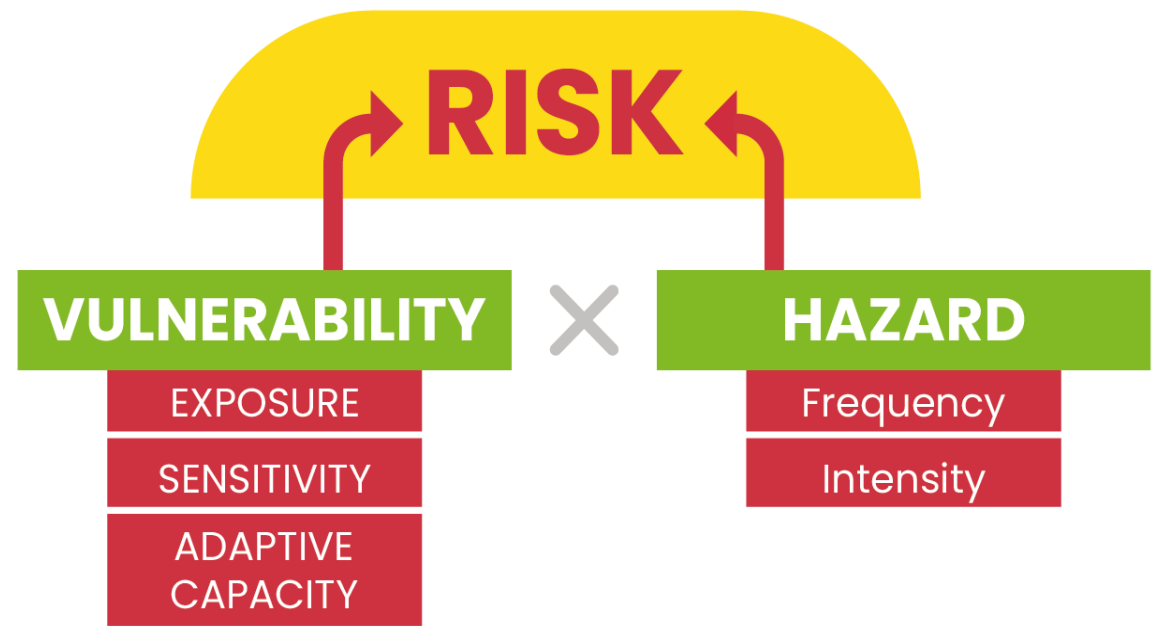 RISK
VULNERABILITY
EXPOSURE
SENSITIVITY
ADAPTIVE
CAPACITY
HAZARD
Frequency
Intensity